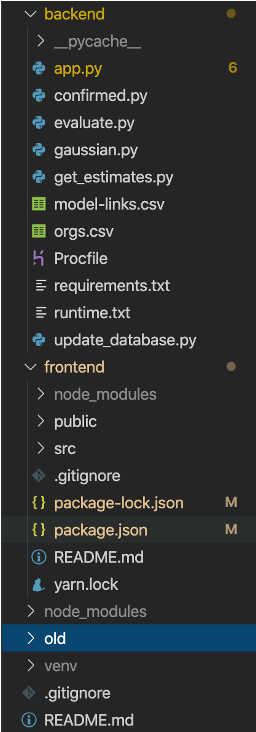 backend
__pycache__
app.py 6
confirmed.py
evaluate.py
gaussian.py
get_estimates.py
model-links.csv
orgs.csv
Procfile
requirements.txt
runtime.txt
update_database.py
frontend
node_modules
public
src
.gitignore
{} package-lock.json M
{} package.json M
README.md
yarn.lock
node_modules
old
venv
.gitignore
README.md